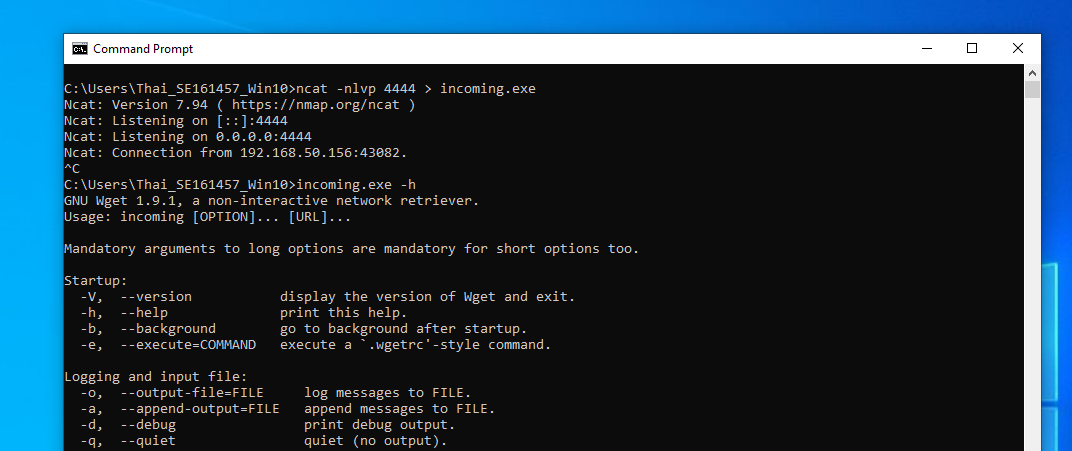 Command Prompt
C:\Users\Thai_SE161457_Win10>ncat -nlvp 4444 > incoming.exe
Ncat: Version 7.94 ( https://nmap.org/ncat )
Ncat: Listening on [::]:4444
Ncat: Listening on 0.0.0.0:4444
Ncat: Connection from 192.168.50.156:43082.
^C
C:\Users\Thai_SE161457_Win10>incoming.exe -h
GNU Wget 1.9.1, a non-interactive network retriever.
Usage: incoming [OPTION]... [URL]...
Mandatory arguments to long options are mandatory for short options too.
Startup:
  -V,  --version           display the version of Wget and exit.
  -h,  --help              print this help.
  -b,  --background        go to background after startup.
  -e,  --execute=COMMAND   execute a `.wgetrc'-style command.
Logging and input file:
  -o,  --output-file=FILE     log messages to FILE.
  -a,  --append-output=FILE   append messages to FILE.
  -d,  --debug                print debug output.
  -q,  --quiet                quiet (no output).